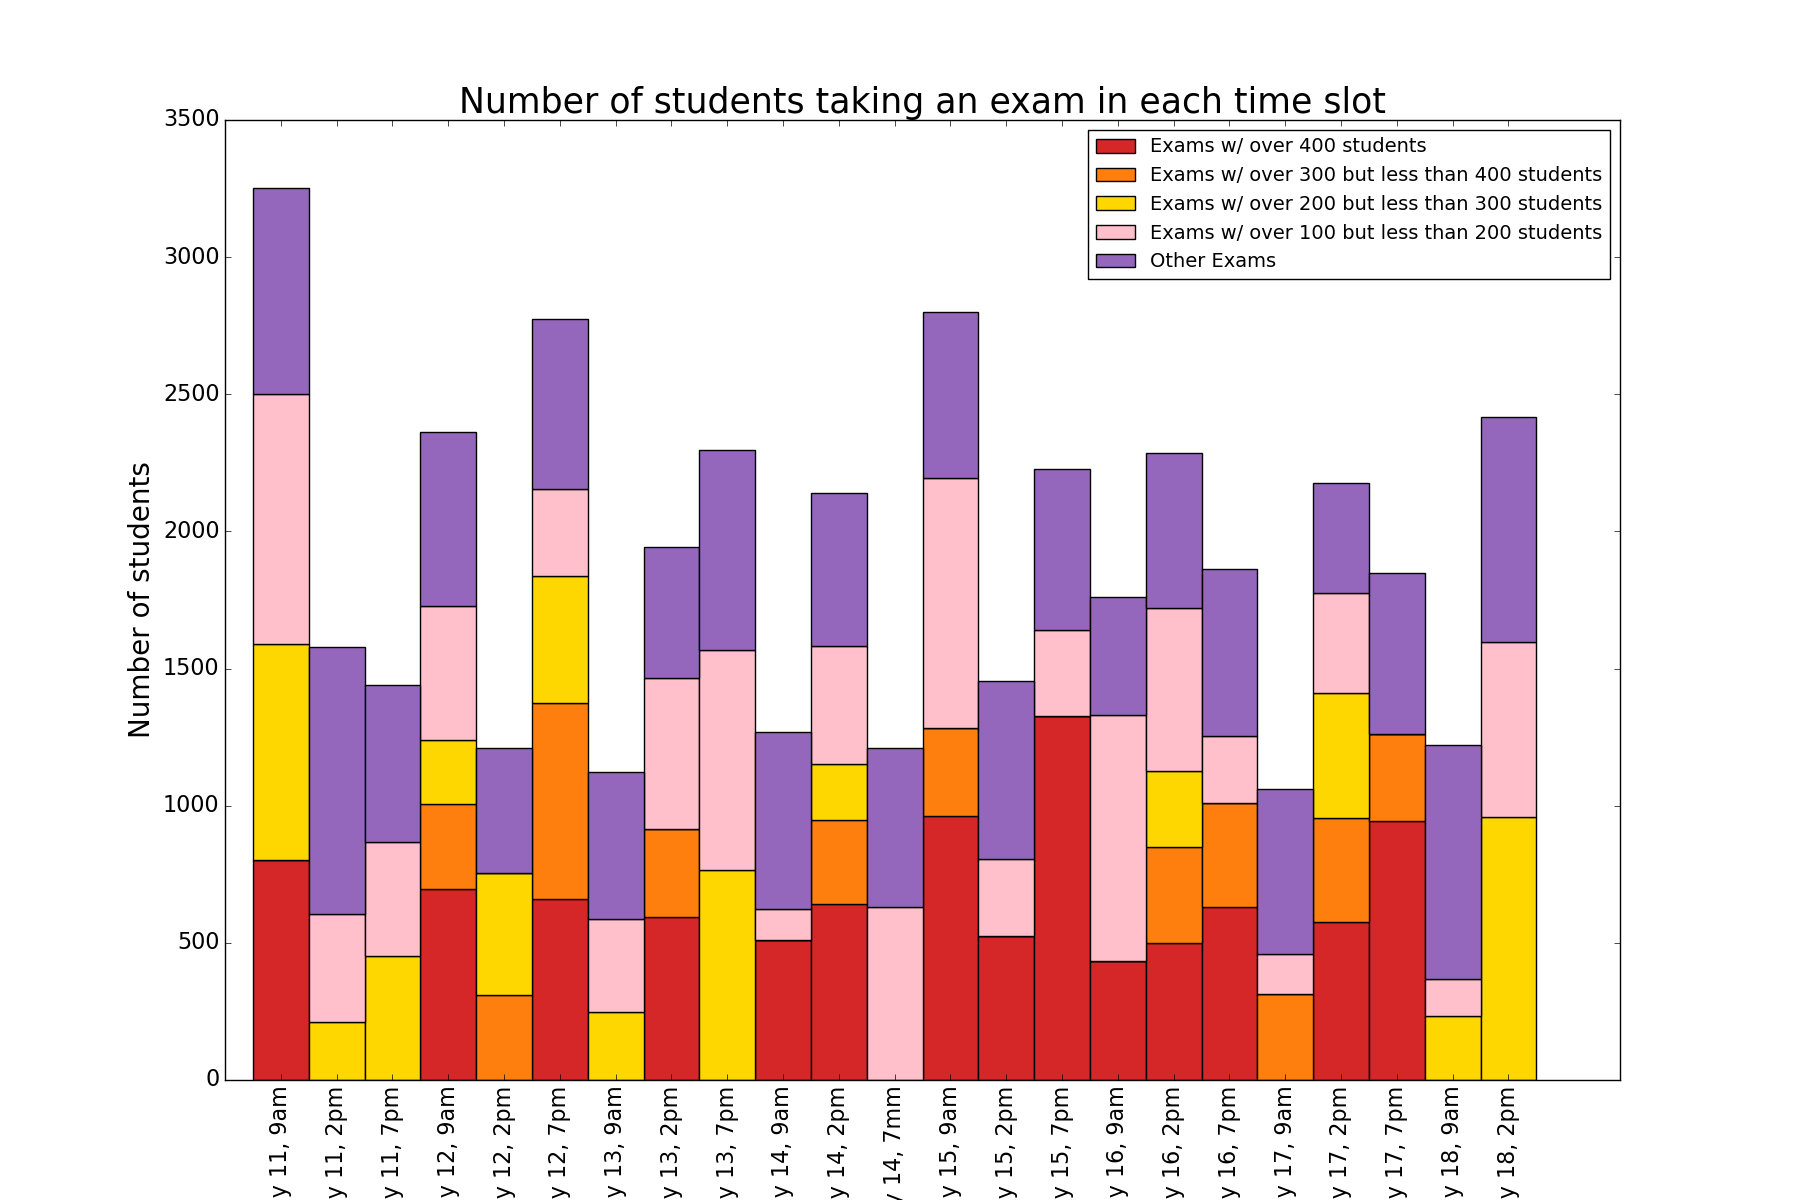 Number of students taking an exam in each time slot
Exams w/ over 400 students
Exams w/ over 300 but less than 400 students
Exams w/ over 200 but less than 300 students
Exams w/ over 100 but less than 200 students
Other Exams
Number of students
3500
3000
2500
2000
1500
1000
500
0
y 11, 9am
y 11, 2pm
y 11, 7pm
y 12, 9am
y 12, 2pm
y 12, 7pm
y 13, 9am
y 13, 2pm
y 13, 7pm
y 14, 9am
y 14, 2pm
y 14, 7mm
y 15, 9am
y 15, 2pm
y 15, 7pm
y 16, 9am
y 16, 2pm
y 16, 7pm
y 17, 9am
y 17, 2pm
y 17, 7pm
y 18, 9am
y 18, 2pm